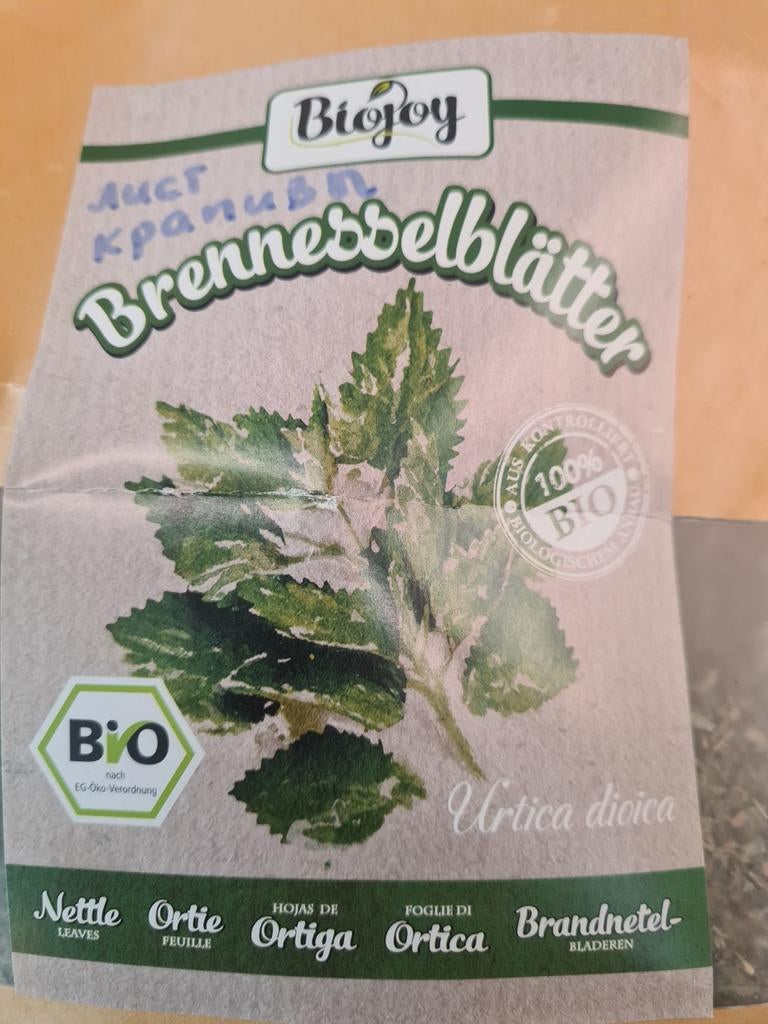 Biojoy
лист
крапивы
Brennesselblätter
AUS KONTROLLIERT
100%
BIO
BIOLOGISCHEM ANBAU
BiO
nach
EG-Öko-Verordnung
Urtica dioica
Nettle
LEAVES
Ortie
FEUILLE
HOJAS DE
Ortiga
FOGLIE DI
Ortica
Brandnetel-
BLADEREN